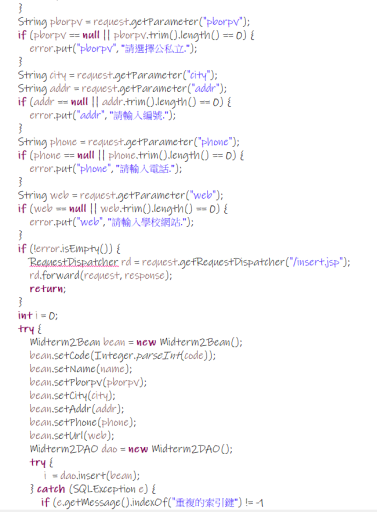 }
String pborpv = request.getParameter("pborpv");
if (pborpv == null || pborpv.trim().length() == 0) {
error.put("pborpv", "請選擇公私立.");
}
String city = request.getParameter("city");
String addr = request.getParameter("addr");
if (addr == null || addr.trim().length() == 0) {
error.put("addr", "請輸入編號.");
}
String phone = request.getParameter("phone");
if (phone == null || phone.trim().length() == 0) {
error.put("phone", "請輸入電話.");
}
String web = request.getParameter("web");
if (web == null || web.trim().length() == 0) {
error.put("web", "請輸入學校網站.");
}
if (!error.isEmpty()) {
RequestDispatcher rd = request.getRequestDispatcher("/insert.jsp");
rd.forward(request, response);
return;
}
int i = 0;
try {
Midterm2Bean bean = new Midterm2Bean();
bean.setCode(Integer.parseInt(code));
bean.setName(name);
bean.setPborpv(pborpv);
bean.setCity(city);
bean.setAddr(addr);
bean.setPhone(phone);
bean.setUrl(web);
Midterm2DAO dao = new Midterm2DAO();
try {
i = dao.insert(bean);
} catch (SQLException e) {
if (e.getMessage().indexOf("重複的索引鍵") != -1